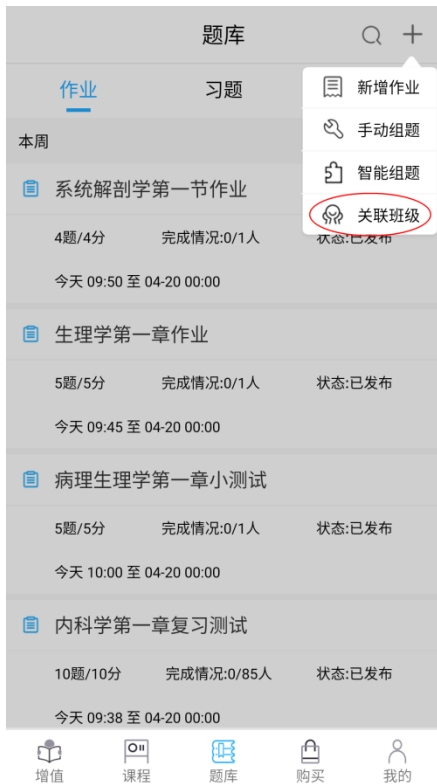 题库
作业 习题
新增作业
手动组题
智能组题
关联班级
本周
系统解剖学第一节作业
4题/4分 完成情况:0/1人 状态:已发布
今天 09:50 至 04-20 00:00
生理学第一章作业
5题/5分 完成情况:0/1人 状态:已发布
今天 09:45 至 04-20 00:00
病理生理学第一章小测试
5题/5分 完成情况:0/1人 状态:已发布
今天 10:00 至 04-20 00:00
内科学第一章复习测试
10题/10分 完成情况:0/85人 状态:已发布
今天 09:38 至 04-20 00:00
增值 课程 题库 购买 我的